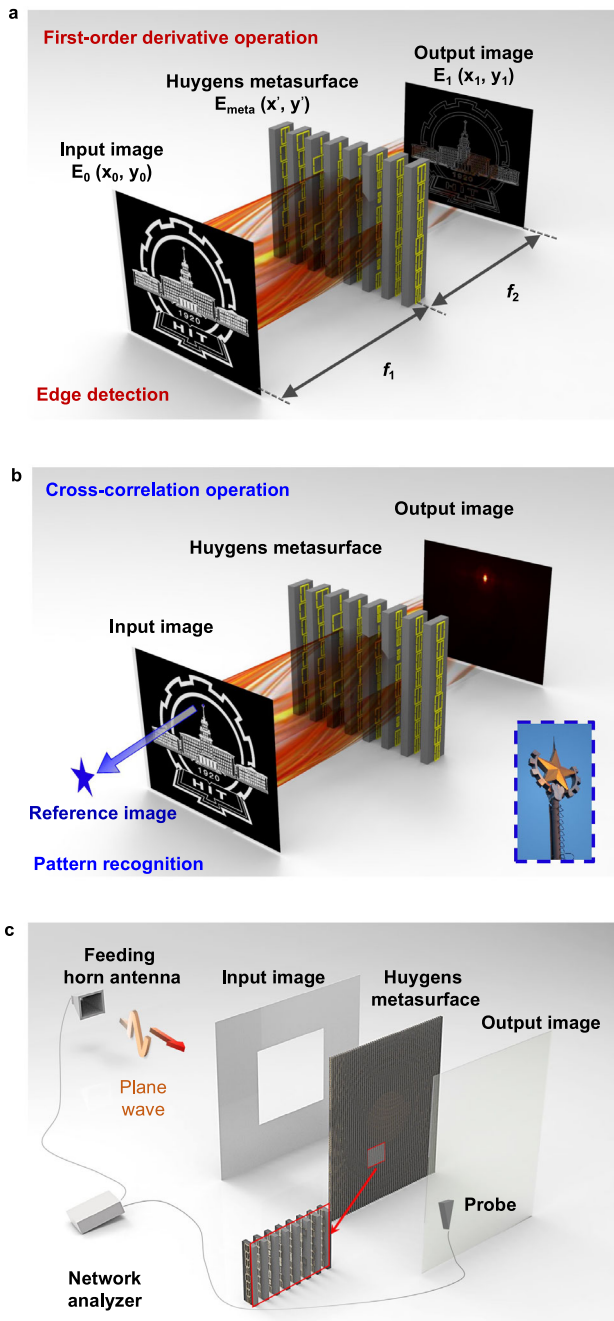 a
First-order derivative operation
Output image
E₁ (x₁, y₁)
Huygens metasurface
Eₘₑₜₐ (x’, y’)
Input image
E₀ (x₀, y₀)
1920
HIT
HIT
f₂
f₁
Edge detection
b
Cross-correlation operation
Output image
Huygens metasurface
Input image
1920
HIT
Reference image
Pattern recognition
c
Feeding
horn antenna
Input image
Huygens
metasurface
Output image
Plane
wave
Probe
Network
analyzer